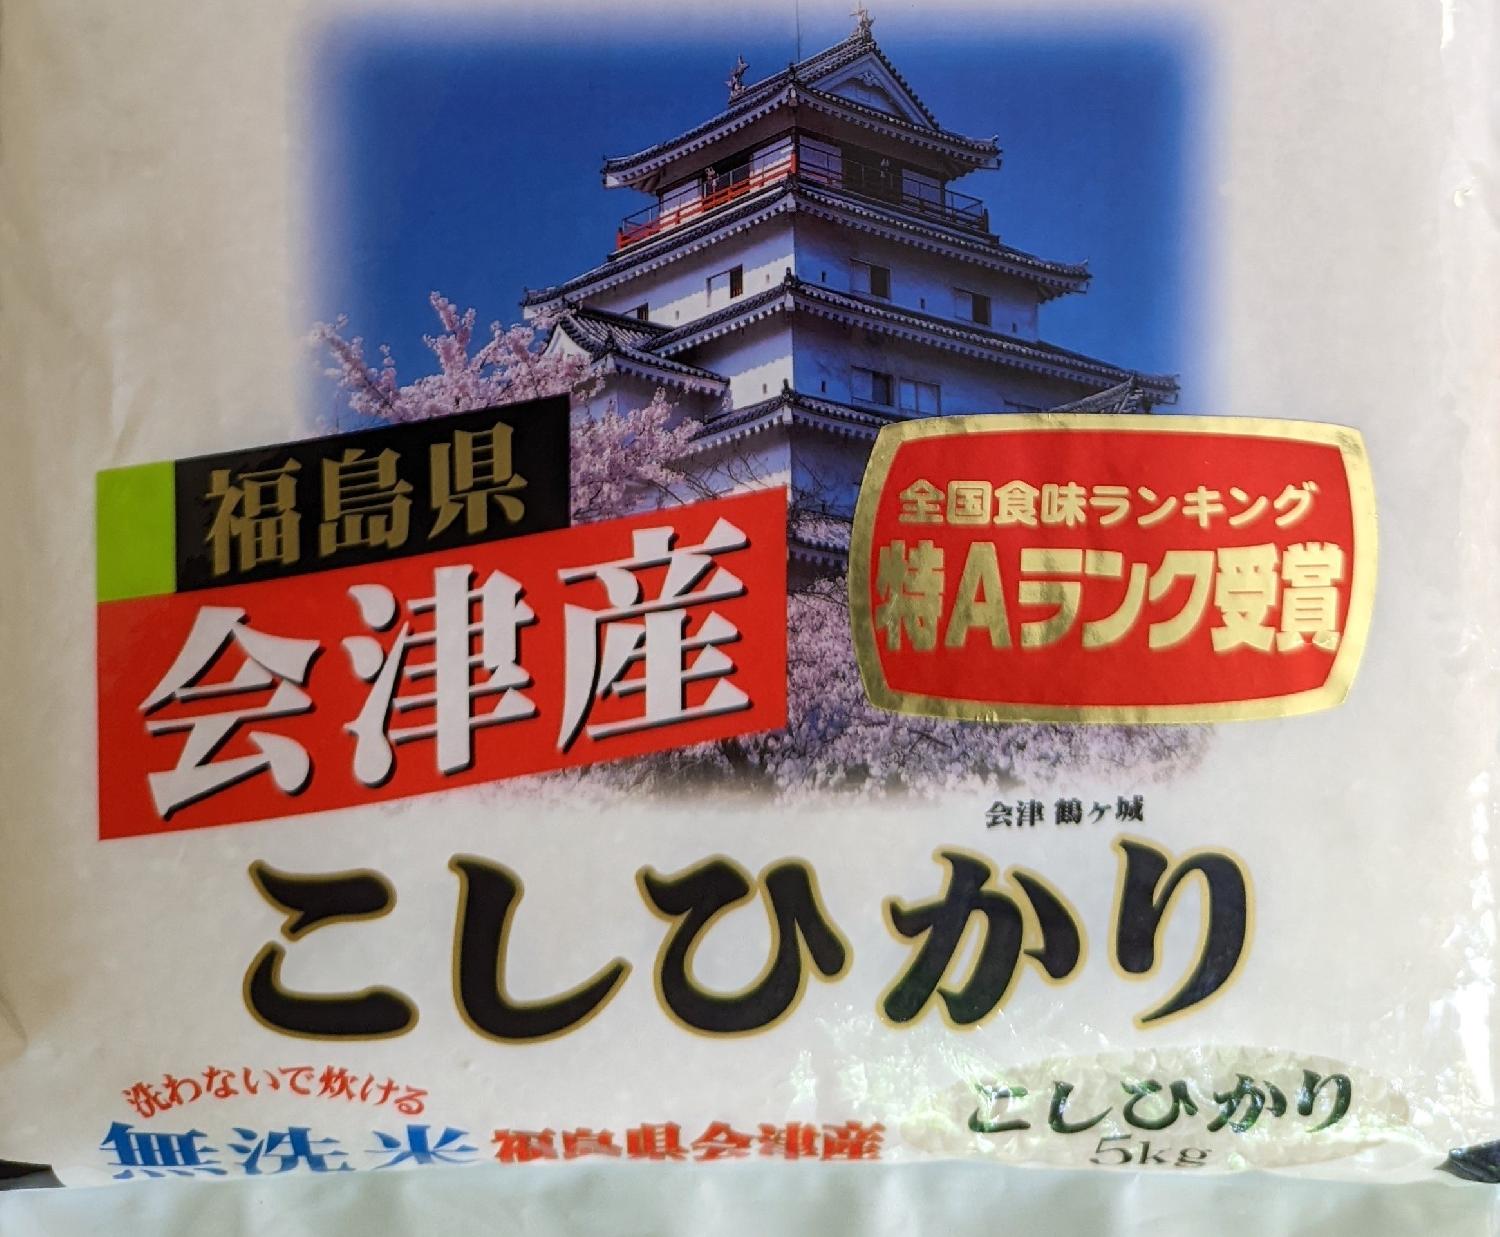 福島県
会津産
全国食味ランキング
特Aランク受賞
会津 鶴ヶ城
こしひかり
洗わないで炊ける
無洗米 福島県会津産
こしひかり
5kg